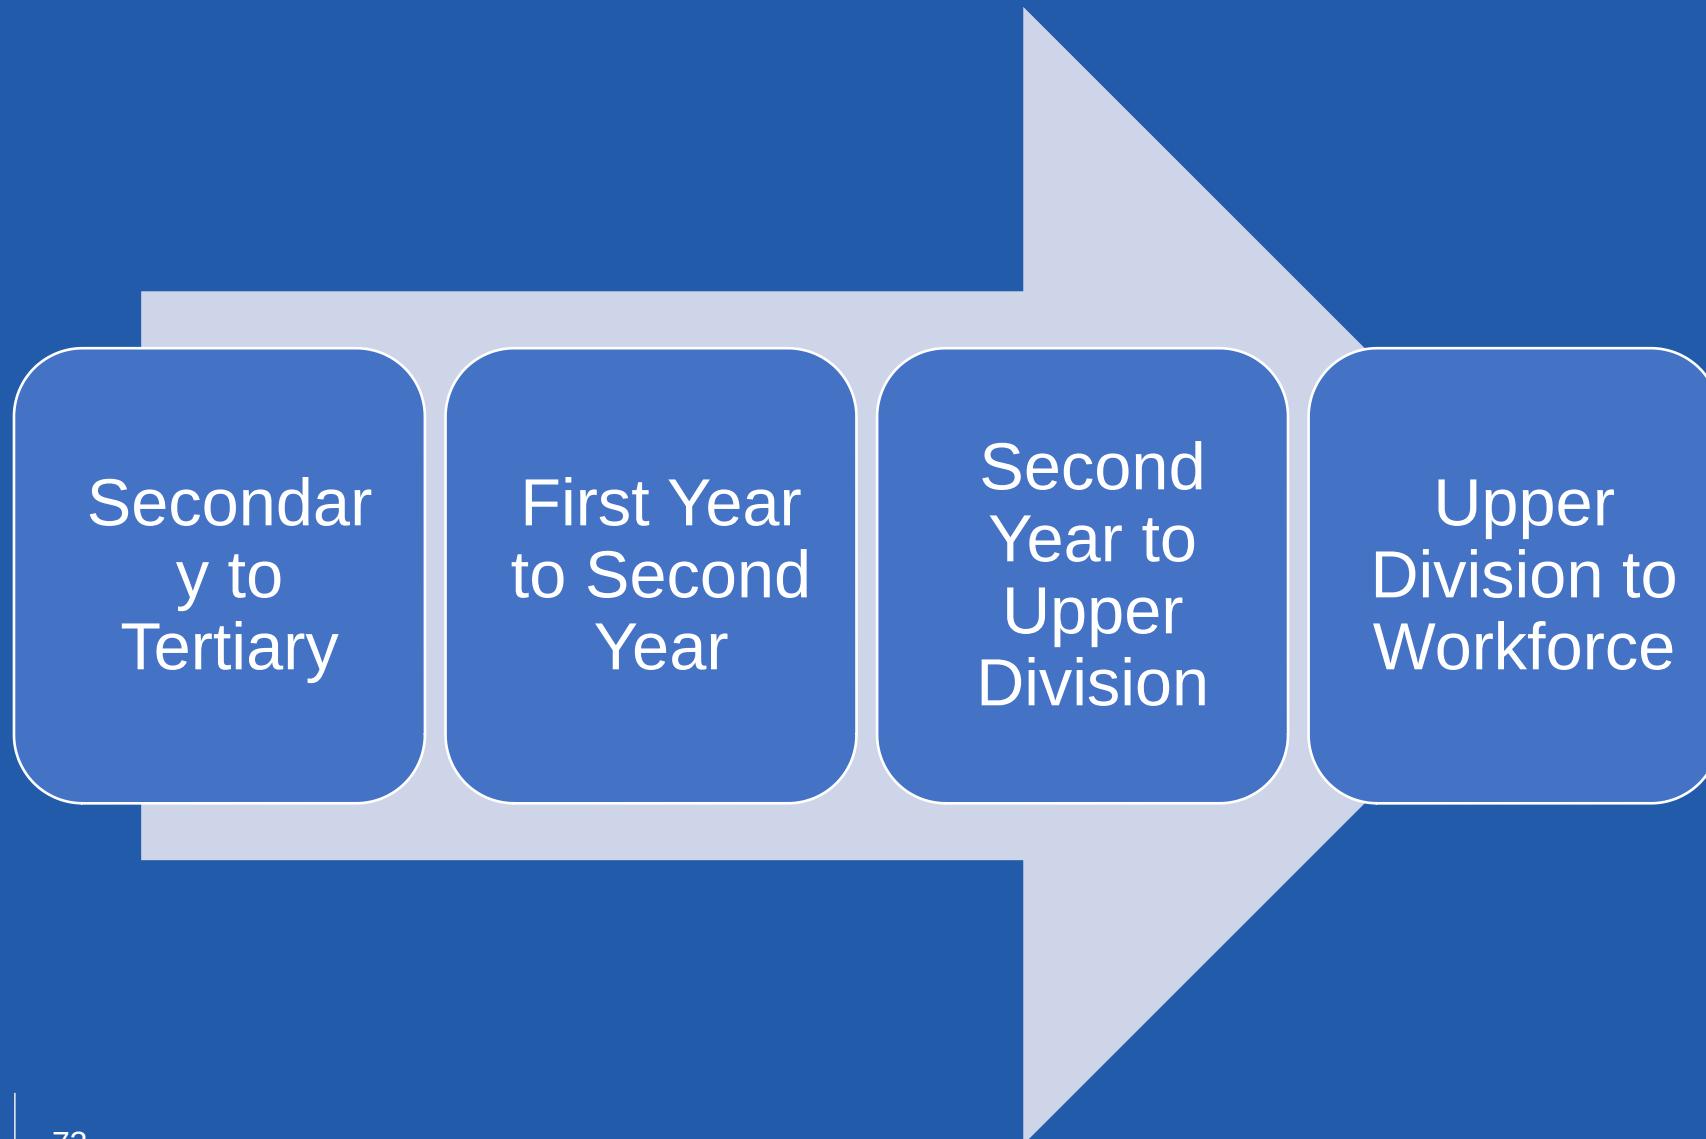 Secondar
y to
Tertiary
First Year
to Second
Year
Second
Year to
Upper
Division
Upper
Division to
Workforce